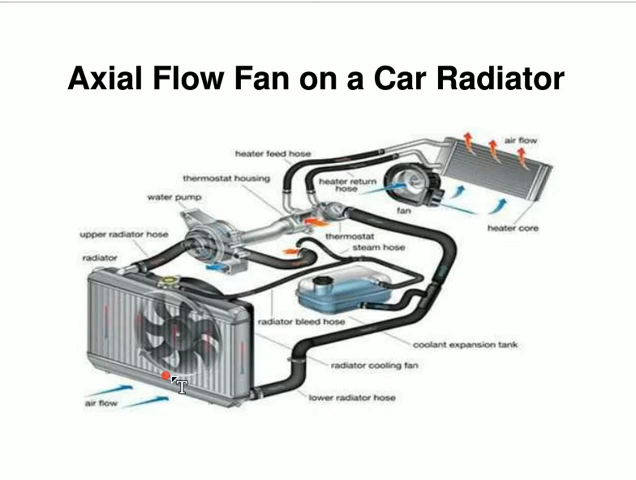 Axial Flow Fan on a Car Radiator
air flow
heater feed hose
thermostat housing
heater return
hose
water pump
fan
heater core
upper radiator hose
thermostat
steam hose
radiator
radiator bleed hose
coolant expansion tank
radiator cooling fan
lower radiator hose
air flow